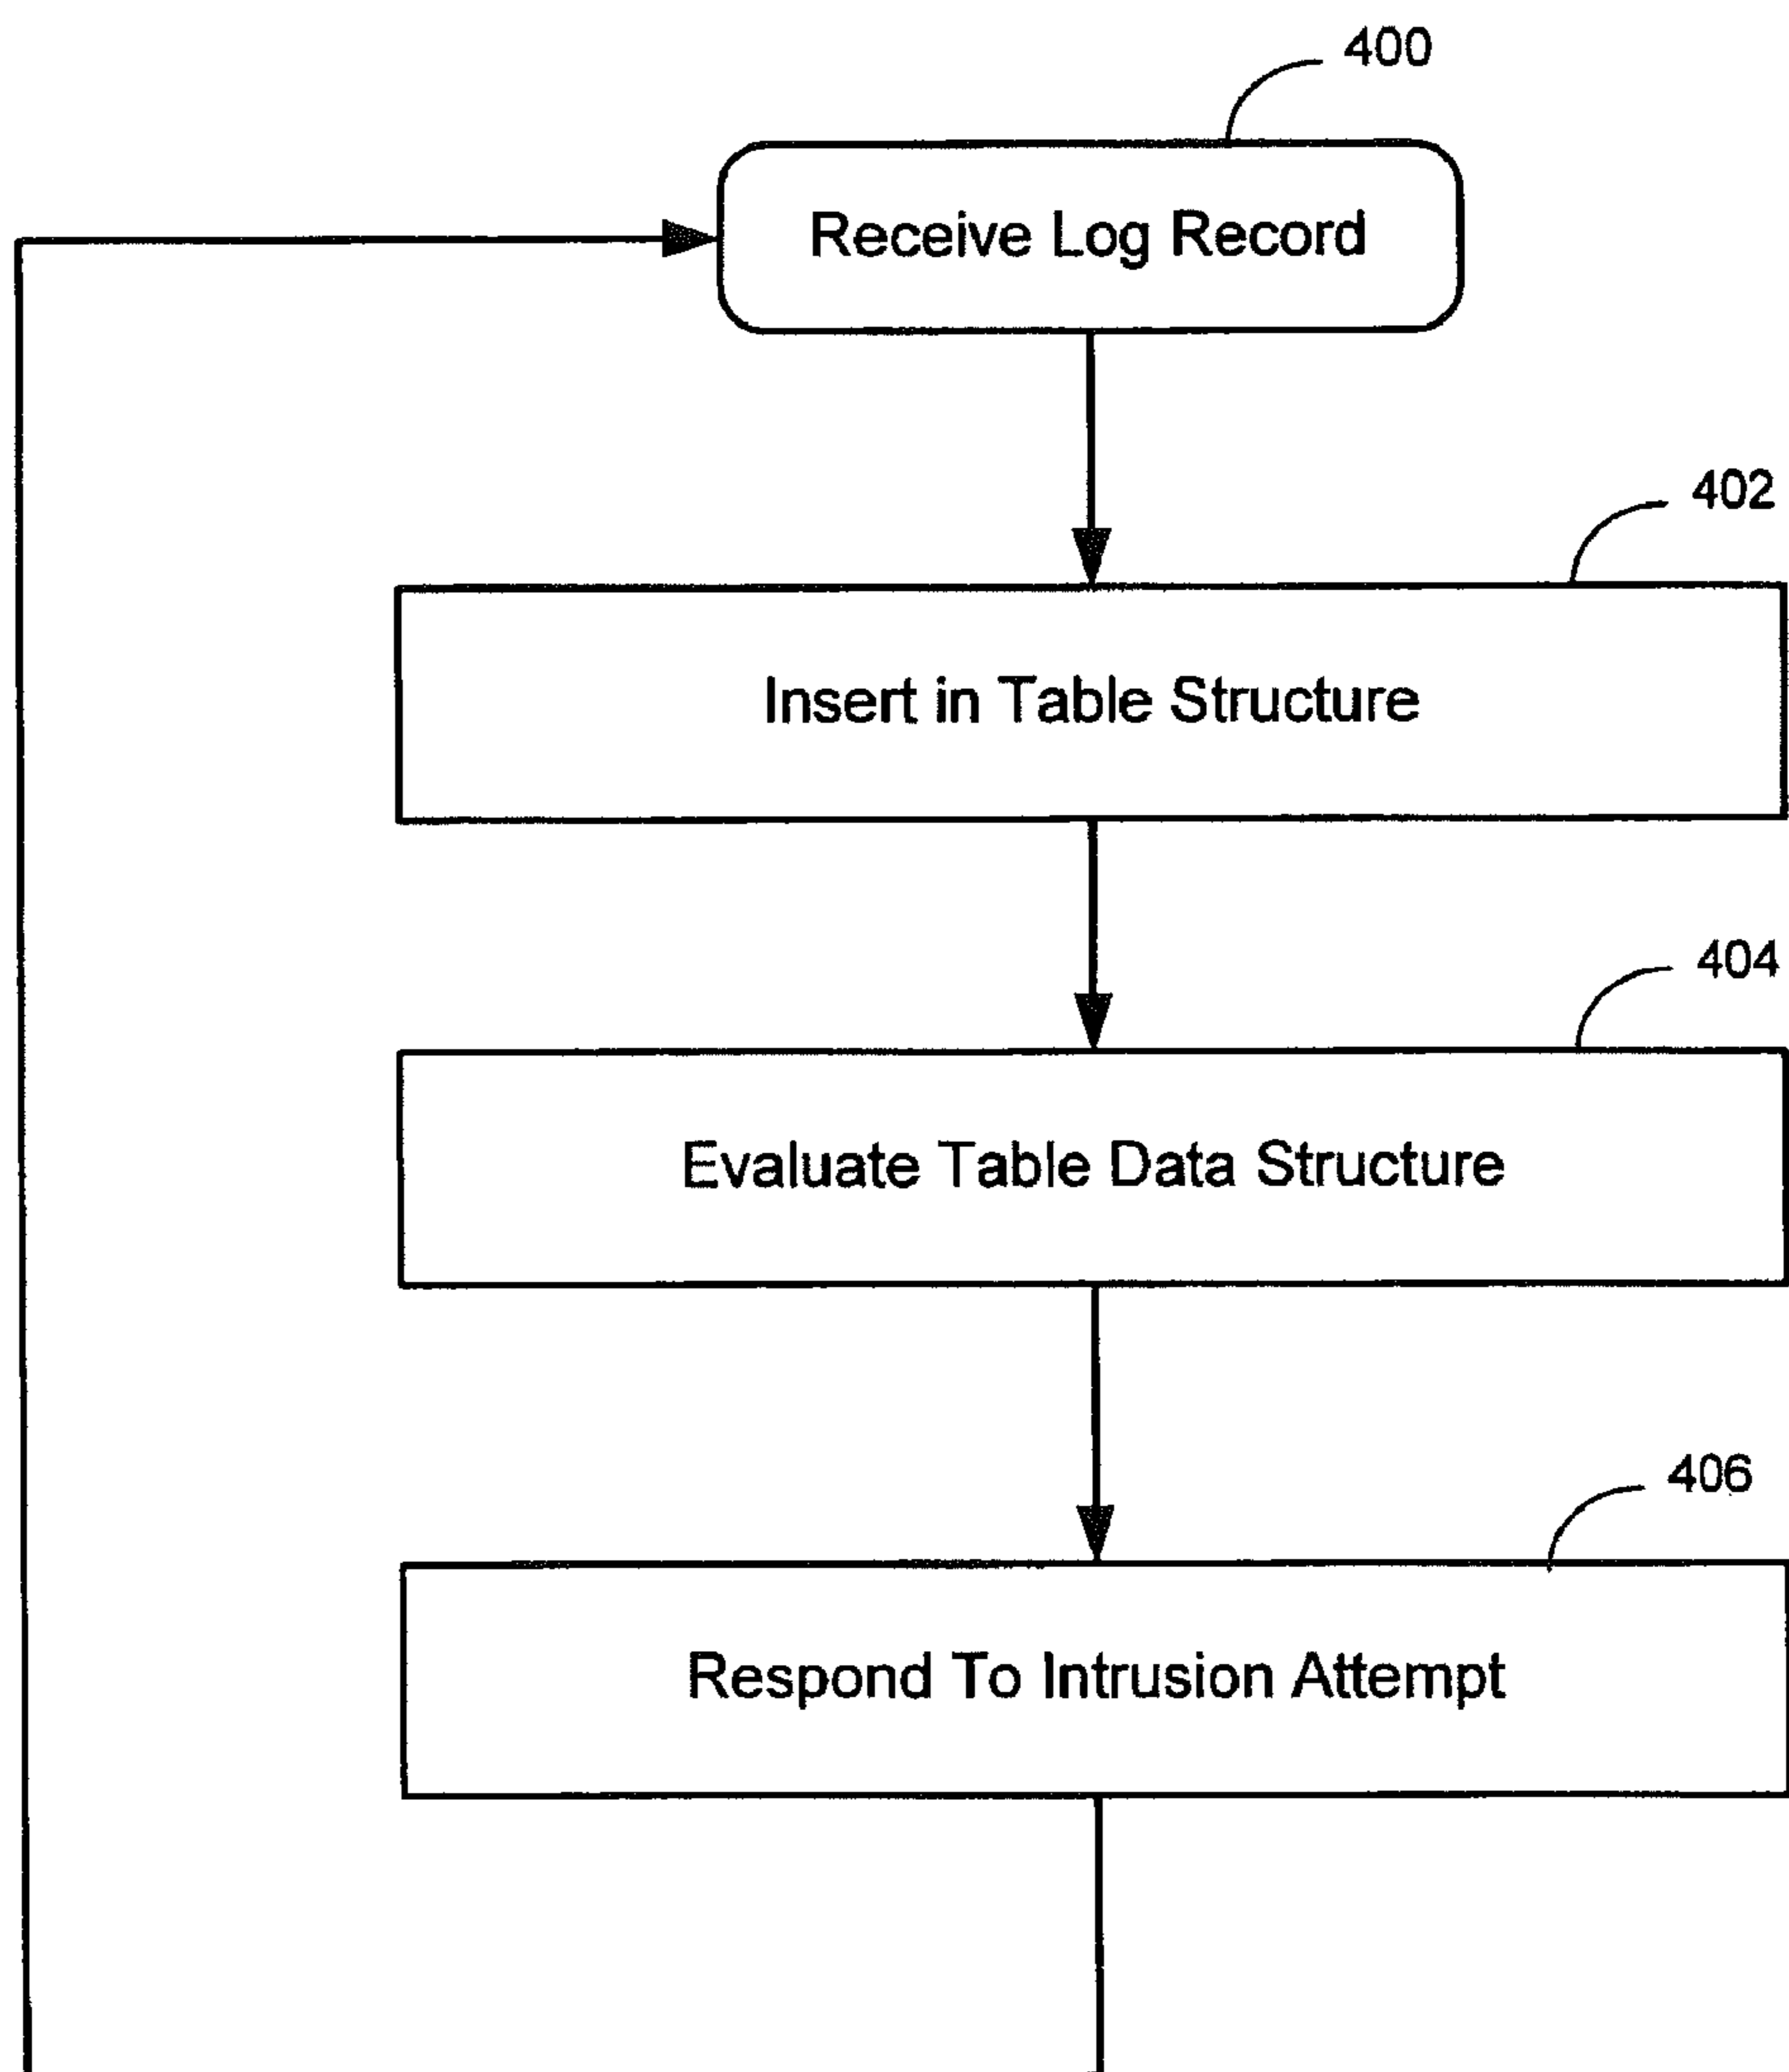 400
Receive Log Record
402
Insert in Table Structure
404
Evaluate Table Data Structure
406
Respond To Intrusion Attempt